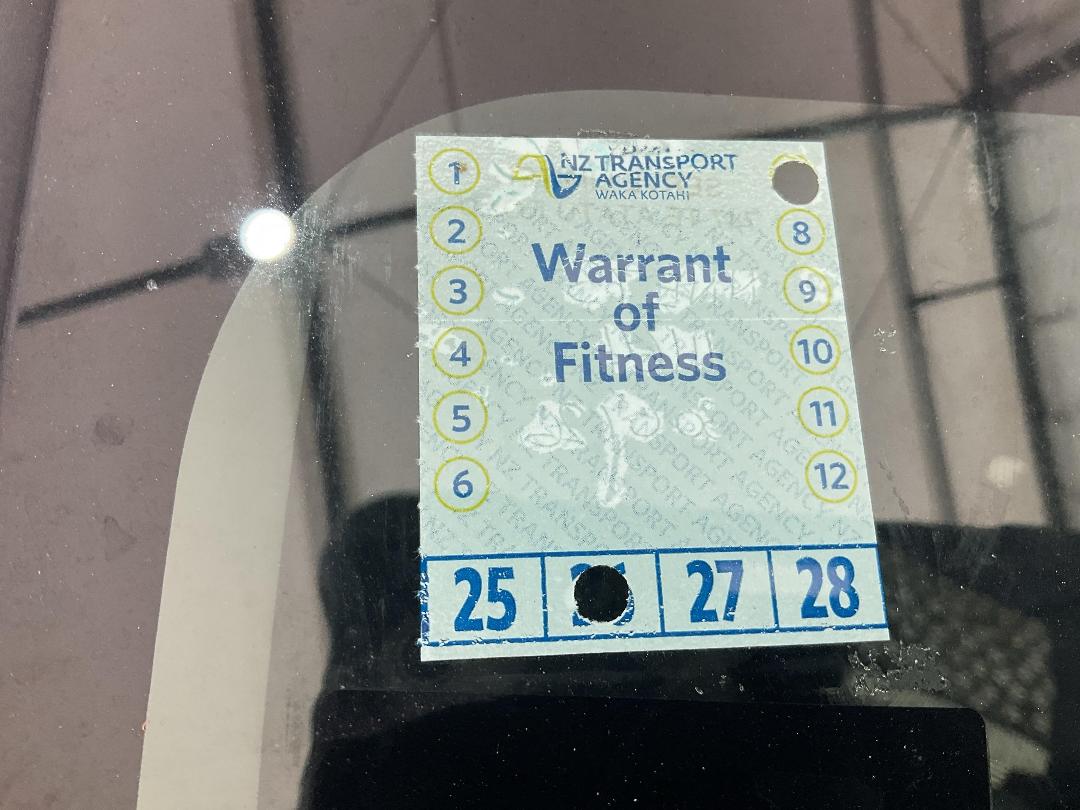 NZ TRANSPORT
AGENCY
WAKA KOTAHI
Warrant
of
Fitness
1
2
3
4
5
6
8
9
10
11
12
25 27 28